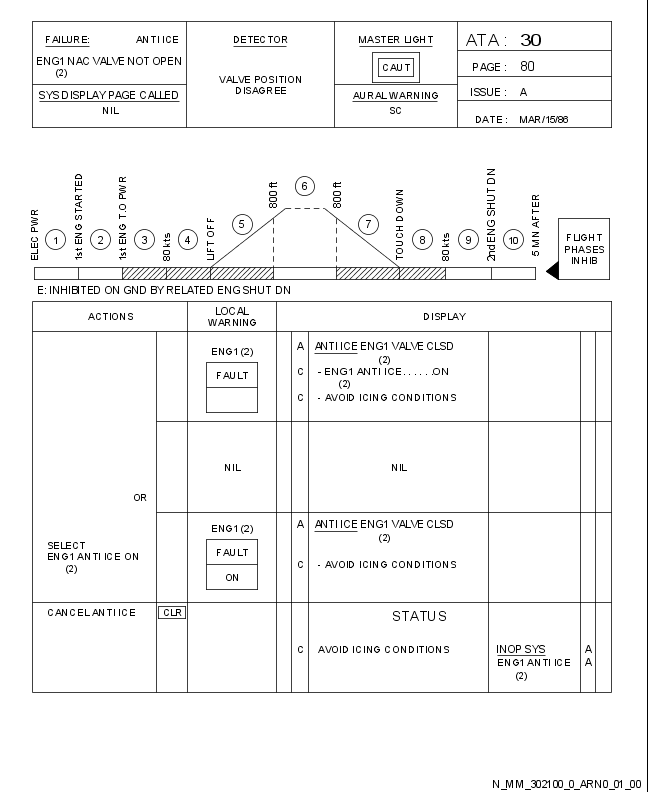 FAILURE: ANTI ICE
ENG1 NAC VALVE NOT OPEN
(2)
SYS DISPLAY PAGE CALLED
NIL
DETECTOR
VALVE POSITION
DISAGREE
MASTER LIGHT
CAUT
AURAL WARNING
SC
ATA: 30
PAGE: 80
ISSUE: A
DATE: MAR/15/86
ELEC PWR
1
1st ENG STARTED
2
1st ENG T.O PWR
3
80kts
4
LIFT OFF
5
800 ft
6
800 ft
7
TOUCH DOWN
8
80 kts
9
2nd ENG SHUT DN
10
5 MN AFTER
FLIGHT
PHASES
INHIB
E: INHIBITED ON GND BY RELATED ENG SHUT DN
ACTIONS
LOCAL
WARNING
DISPLAY
ENG1 (2)
FAULT
A ANTI ICE ENG1 VALVE CLSD
(2)
C - ENG1 ANTI ICE......ON
(2)
C - AVOID ICING CONDITIONS
NIL
NIL
OR
SELECT
ENG1 ANTI ICE ON
(2)
ENG1 (2)
FAULT
ON
A ANTI ICE ENG1 VALVE CLSD
(2)
C - AVOID ICING CONDITIONS
CANCEL ANTI ICE
CLR
STATUS
C AVOID ICING CONDITIONS
INOP SYS A
ENG1 ANTI ICE A
(2)
N_MM_302100_0_ARN0_01_00